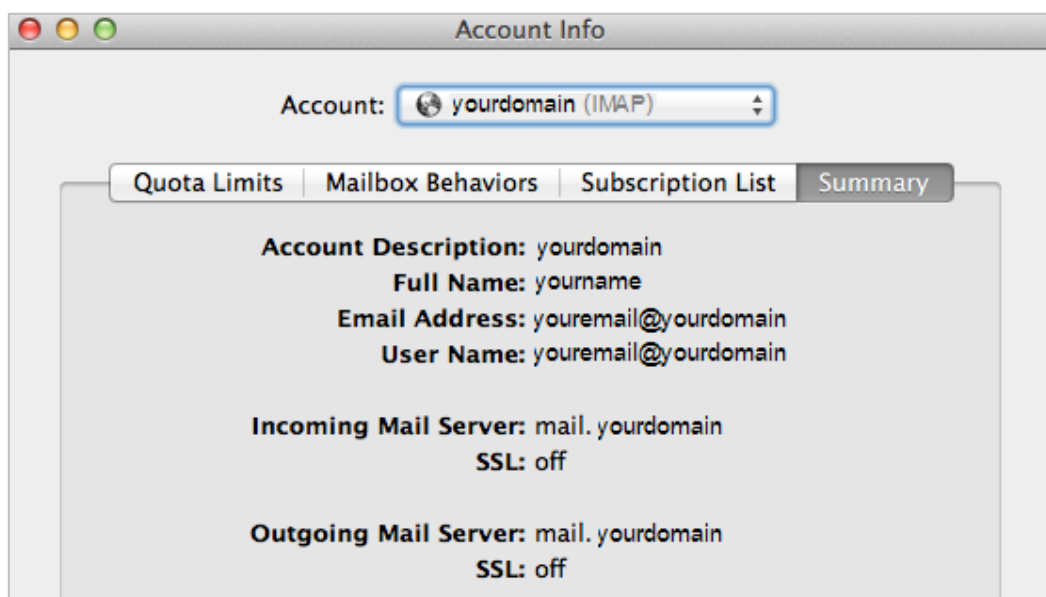 Account Info
Account: yourdomain (IMAP)
Quota Limits Mailbox Behaviors Subscription List Summary
Account Description: yourdomain
Full Name: yourname
Email Address: youremail@yourdomain
User Name: youremail@yourdomain
Incoming Mail Server: mail. yourdomain
SSL: off
Outgoing Mail Server: mail. yourdomain
SSL: off